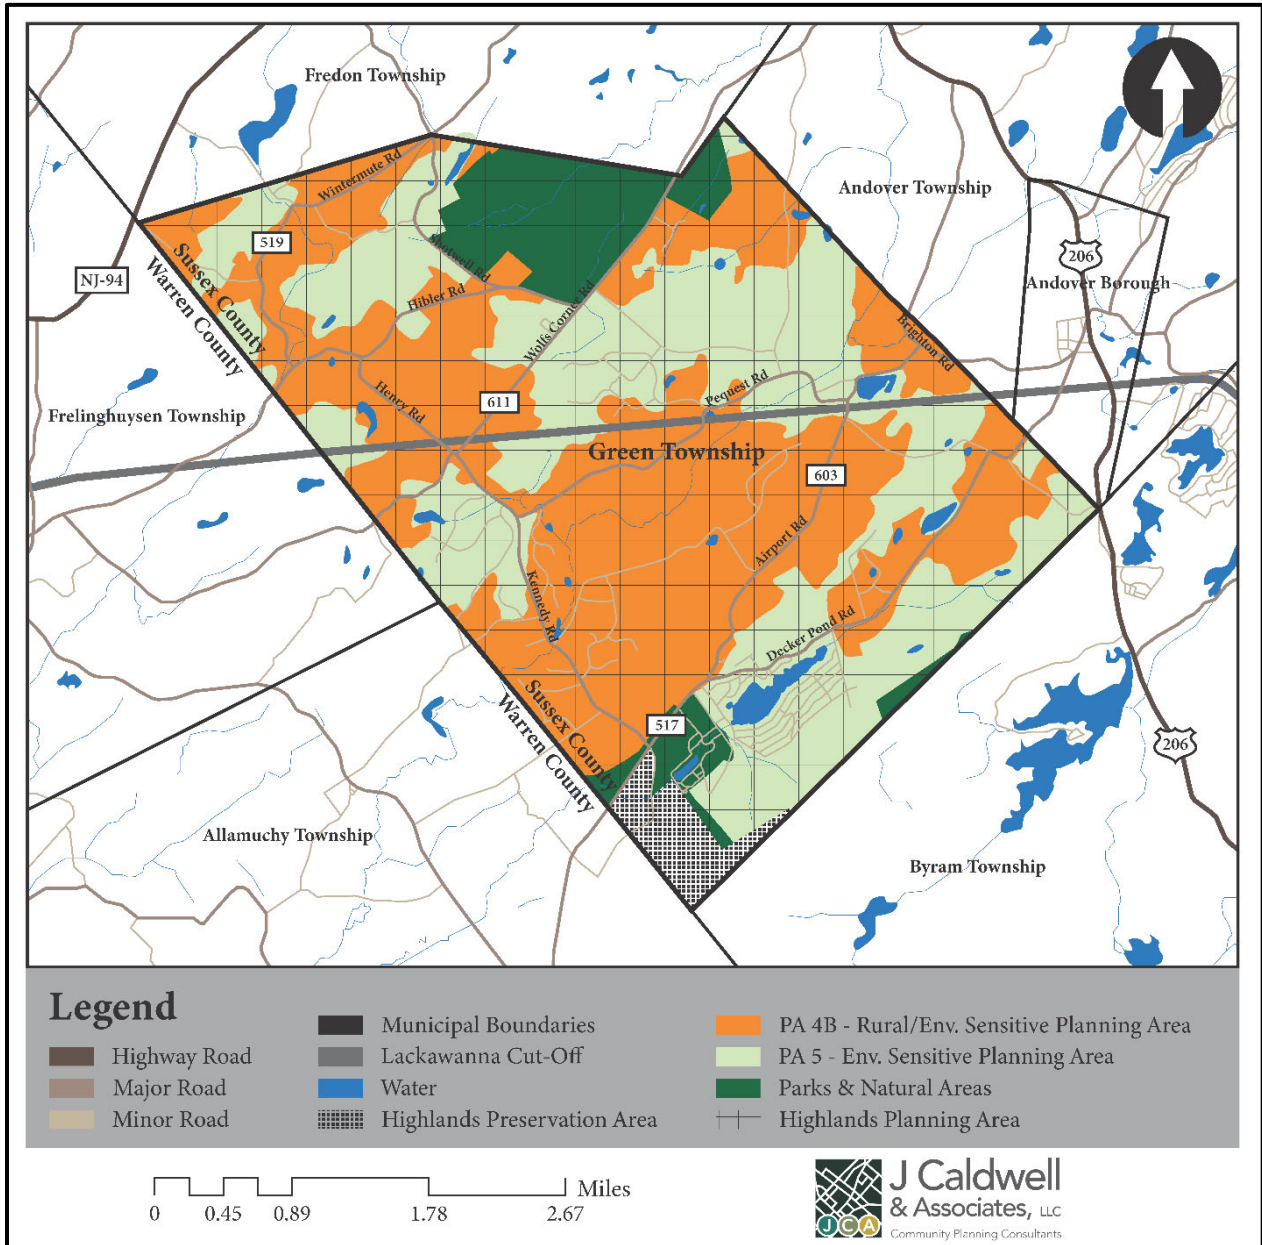 Fredon Township
Andover Township
Wintermute Rd
519
Shotwell Rd
206
NJ-94
Sussex County
Warren County
Hibler Rd
Andover Borough
Wolfs Corner Rd
Brighton Rd
Frelinghuysen Township
Henry Rd
611
Pequest Rd
Green Township
603
Airport Rd
Kennedy Rd
Decker Pond Rd
Sussex County
Warren County
517
206
Allamuchy Township
Byram Township
Legend
Highway Road
Major Road
Minor Road
Municipal Boundaries
Lackawanna Cut-Off
Water
Highlands Preservation Area
PA 4B - Rural/Env. Sensitive Planning Area
PA 5 - Env. Sensitive Planning Area
Parks & Natural Areas
Highlands Planning Area
Miles
0 0.45 0.89 1.78 2.67
JCA
J Caldwell
& Associates, LLC
Community Planning Consultants